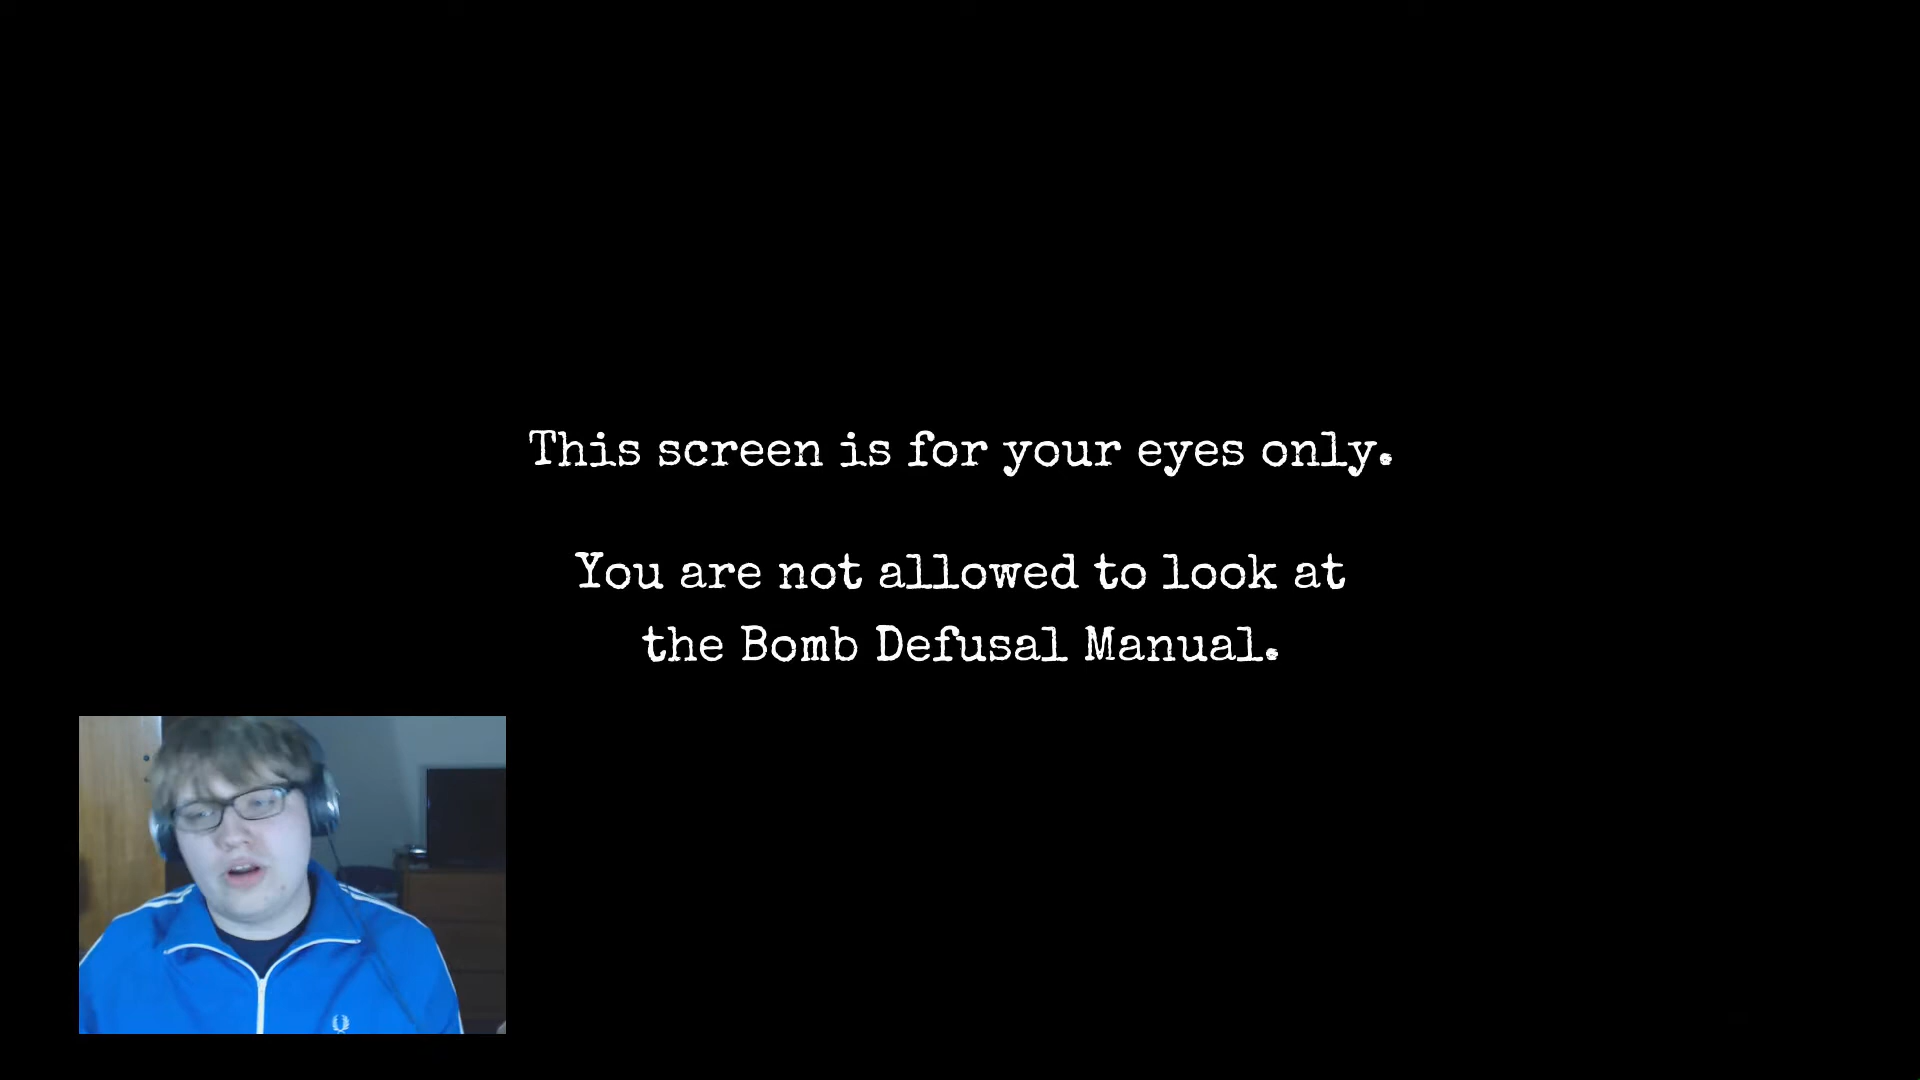 This screen is for your eyes only.
You are not allowed to look at
the Bomb Defusal Manual.